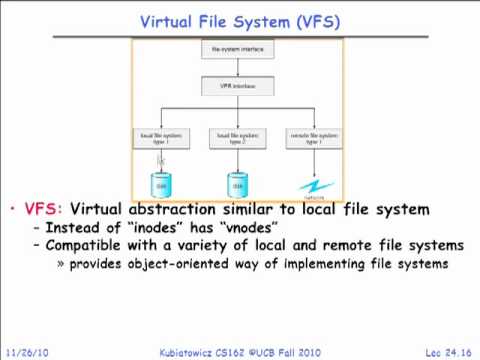 Virtual File System (VFS)
file-system interface
VFS interface
local file system
type 1
local file system
type 2
remote file system
type 1
disk
disk
network
• VFS: Virtual abstraction similar to local file system
– Instead of “inodes” has “vnodes”
– Compatible with a variety of local and remote file systems
» provides object-oriented way of implementing file systems
11/26/10
Kubiatowicz CS162 ©UCB Fall 2010
Lec 24.16